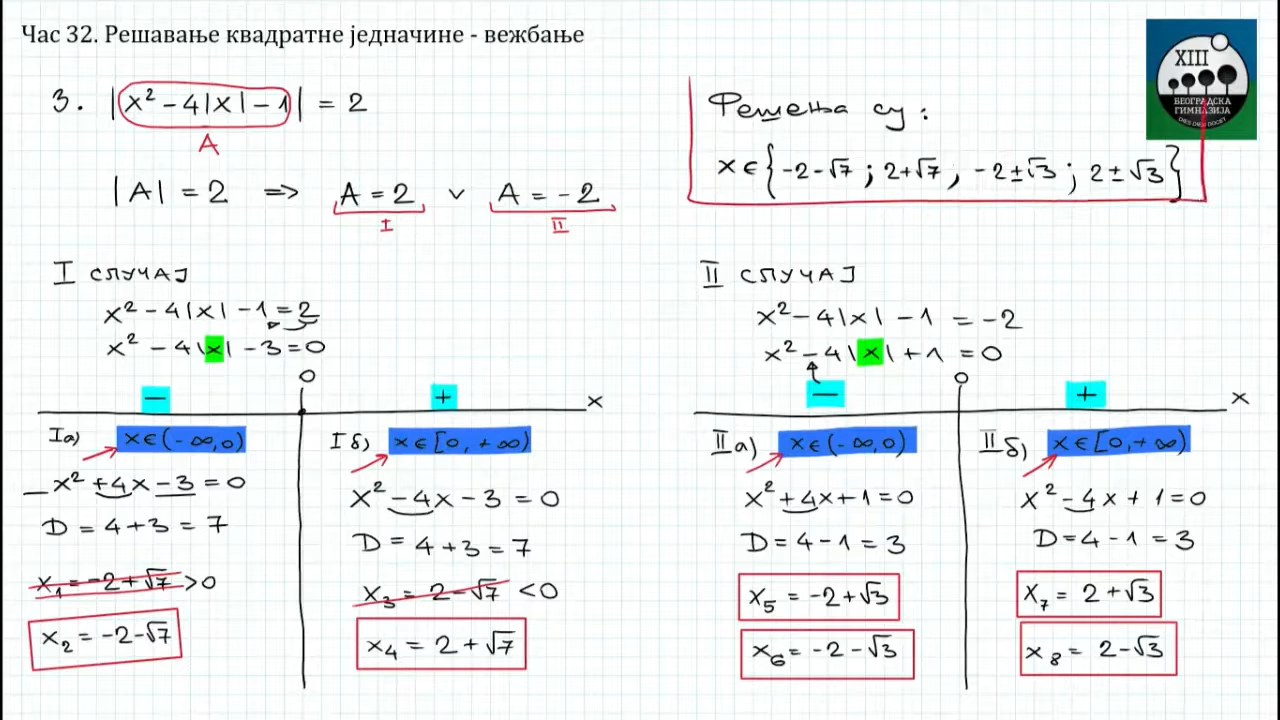 Час 32. Решавање квадратне једначине - вежбање
XIII
БЕОГРАДСКА
ГИМНАЗИЈА
DIES DIEM DOCET
3. |x² - 4|x| - 1| = 2
A
|A| = 2 => A = 2 ∨ A = -2
I II
Решења су:
x ∈ {-2-√7 ; 2+√7 , -2±√3 ; 2±√3}
I случај
x² - 4|x| - 1 = 2
x² - 4|x| - 3 = 0
0
− + x
Iа) x ∈ (-∞,0)
x² + 4x - 3 = 0
D = 4 + 3 = 7
x₁ = -2 + √7 > 0
x₂ = -2 - √7
Iб) x ∈ [0, +∞)
x² - 4x - 3 = 0
D = 4 + 3 = 7
x₃ = 2 - √7 < 0
x₄ = 2 + √7
II случај
x² - 4|x| - 1 = -2
x² - 4|x| + 1 = 0
0
− + x
IIа) x ∈ (-∞,0)
x² + 4x + 1 = 0
D = 4 - 1 = 3
x₅ = -2 + √3
x₆ = -2 - √3
IIб) x ∈ [0, +∞)
x² - 4x + 1 = 0
D = 4 - 1 = 3
x₇ = 2 + √3
x₈ = 2 - √3